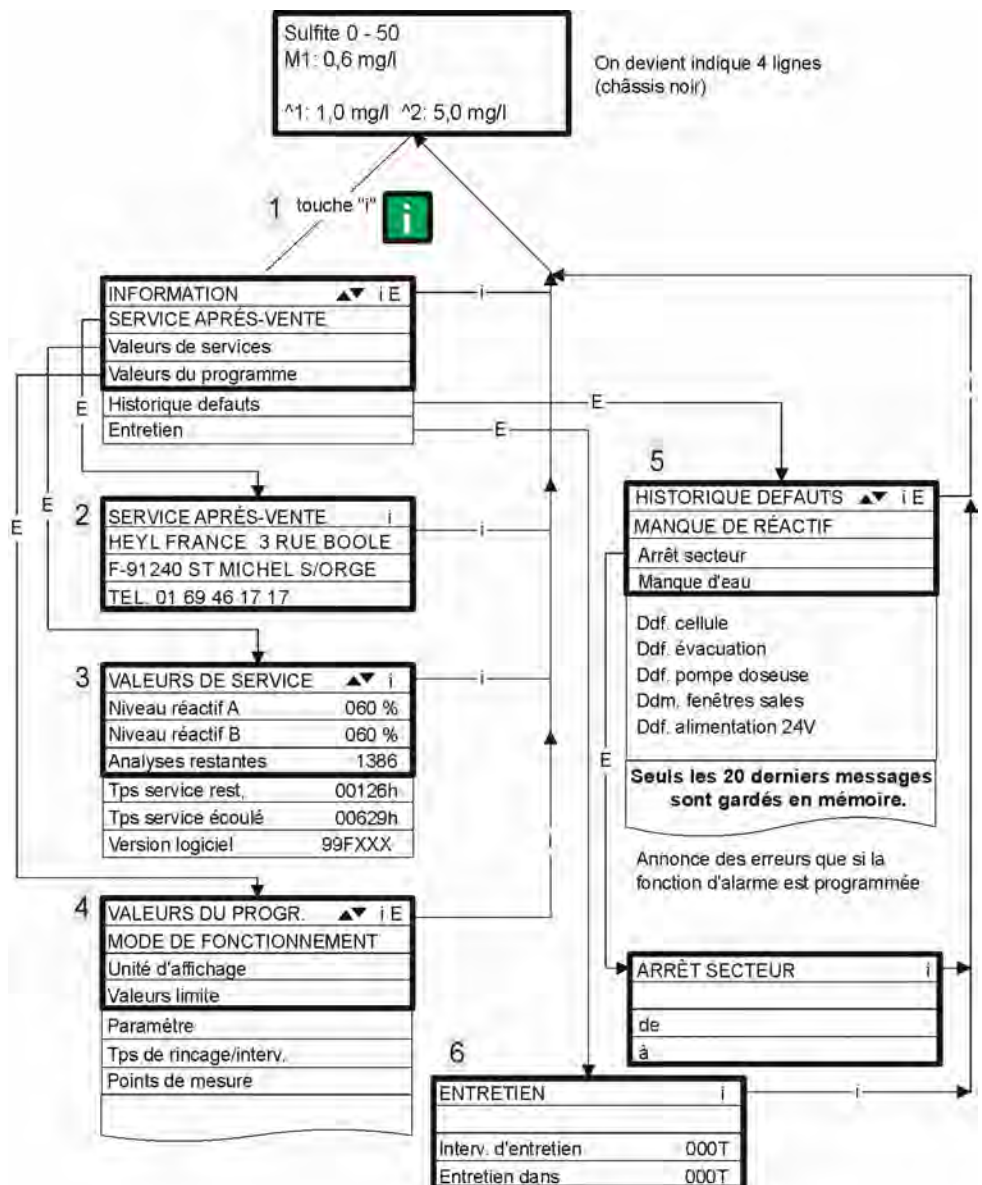 Sulfite 0 - 50
M1: 0,6 mg/l
^1: 1,0 mg/l ^2: 5,0 mg/l
On devient indique 4 lignes
(châssis noir)
1 touche "i"
i
INFORMATION ▲▼ i E
SERVICE APRÉS-VENTE
Valeurs de services
Valeurs du programme
Historique defauts
Entretien
i
E
E
E
E
E
2
SERVICE APRÉS-VENTE i
HEYL FRANCE 3 RUE BOOLE
F-91240 ST MICHEL S/ORGE
TEL. 01 69 46 17 17
i
3
VALEURS DE SERVICE ▲▼ i
Niveau réactif A 060 %
Niveau réactif B 060 %
Analyses restantes 1386
Tps service rest. 00126h
Tps service écoulé 00629h
Version logiciel 99FXXX
i
i
4
VALEURS DU PROGR. ▲▼ i E
MODE DE FONCTIONNEMENT
Unité d'affichage
Valeurs limite
Paramètre
Tps de rincage/interv.
Points de mesure
5
HISTORIQUE DEFAUTS ▲▼ i E
MANQUE DE RÉACTIF
Arrêt secteur
Manque d'eau
Ddf. cellule
Ddf. évacuation
Ddf. pompe doseuse
Ddm. fenêtres sales
Ddf. alimentation 24V
Seuls les 20 derniers messages
sont gardés en mémoire.
i
E
Annonce des erreurs que si la
fonction d'alarme est programmée
ARRÊT SECTEUR i
de
à
6
ENTRETIEN i
Interv. d'entretien 000T
Entretien dans 000T
i